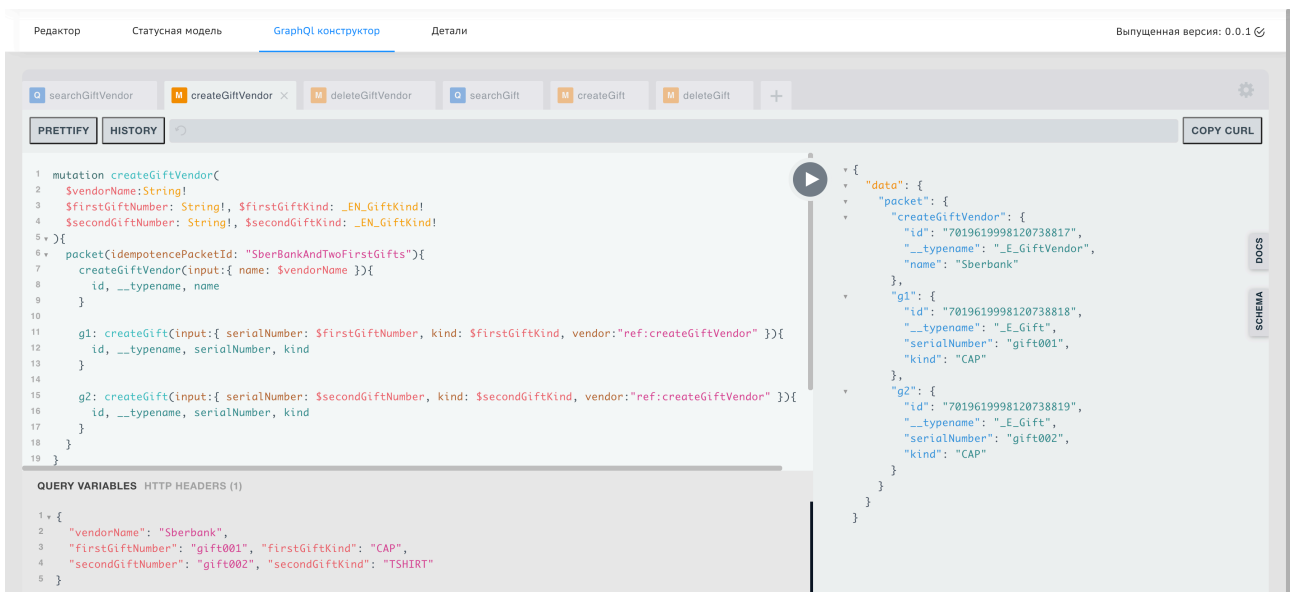 Редактор
Статусная модель
GraphQl конструктор
Детали
Выпущенная версия: 0.0.1
Q searchGiftVendor
M createGiftVendor
M deleteGiftVendor
Q searchGift
M createGift
M deleteGift
PRETTIFY
HISTORY
COPY CURL
1 mutation createGiftVendor(
2 $vendorName:String!
3 $firstGiftNumber: String!, $firstGiftKind: _EN_GiftKind!
4 $secondGiftNumber: String!, $secondGiftKind: _EN_GiftKind!
5 ){
6 packet(idempotencePacketId: "SberBankAndTwoFirstGifts"){
7 createGiftVendor(input:{ name: $vendorName }){
8 id, __typename, name
9 }
10
11 g1: createGift(input:{ serialNumber: $firstGiftNumber, kind: $firstGiftKind, vendor:"ref:createGiftVendor" }){
12 id, __typename, serialNumber, kind
13 }
14
15 g2: createGift(input:{ serialNumber: $secondGiftNumber, kind: $secondGiftKind, vendor:"ref:createGiftVendor" }){
16 id, __typename, serialNumber, kind
17 }
18 }
19 }
QUERY VARIABLES HTTP HEADERS (1)
1 {
2 "vendorName": "Sberbank",
3 "firstGiftNumber": "gift001", "firstGiftKind": "CAP",
4 "secondGiftNumber": "gift002", "secondGiftKind": "TSHIRT"
5 }
{
"data": {
"packet": {
"createGiftVendor": {
"id": "7019619998120738817",
"__typename": "_E_GiftVendor",
"name": "Sberbank"
},
"g1": {
"id": "7019619998120738818",
"__typename": "_E_Gift",
"serialNumber": "gift001",
"kind": "CAP"
},
"g2": {
"id": "7019619998120738819",
"__typename": "_E_Gift",
"serialNumber": "gift002",
"kind": "CAP"
}
}
}
}
DOCS
SCHEMA